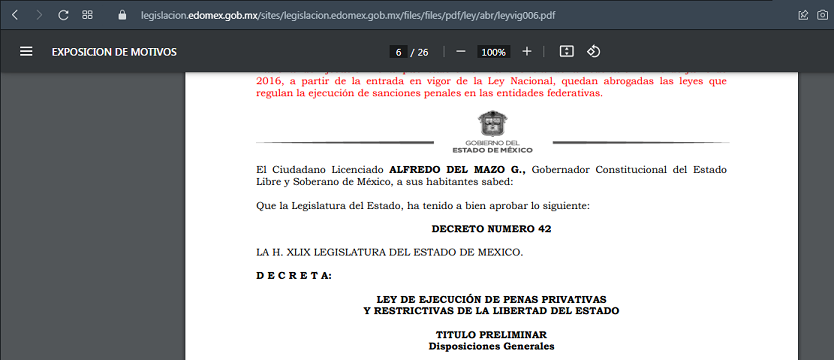 legislacion.edomex.gob.mx/sites/legislacion.edomex.gob.mx/files/files/pdf/ley/abr/leyvig006.pdf
EXPOSICION DE MOTIVOS
6 / 26
100%
2016, a partir de la entrada en vigor de la Ley Nacional, quedan abrogadas las leyes que
regulan la ejecución de sanciones penales en las entidades federativas.
GOBIERNO DEL
ESTADO DE MÉXICO
El Ciudadano Licenciado ALFREDO DEL MAZO G., Gobernador Constitucional del Estado
Libre y Soberano de México, a sus habitantes sabed:
Que la Legislatura del Estado, ha tenido a bien aprobar lo siguiente:
DECRETO NUMERO 42
LA H. XLIX LEGISLATURA DEL ESTADO DE MEXICO.
D E C R E T A:
LEY DE EJECUCIÓN DE PENAS PRIVATIVAS
Y RESTRICTIVAS DE LA LIBERTAD DEL ESTADO
TITULO PRELIMINAR
Disposiciones Generales